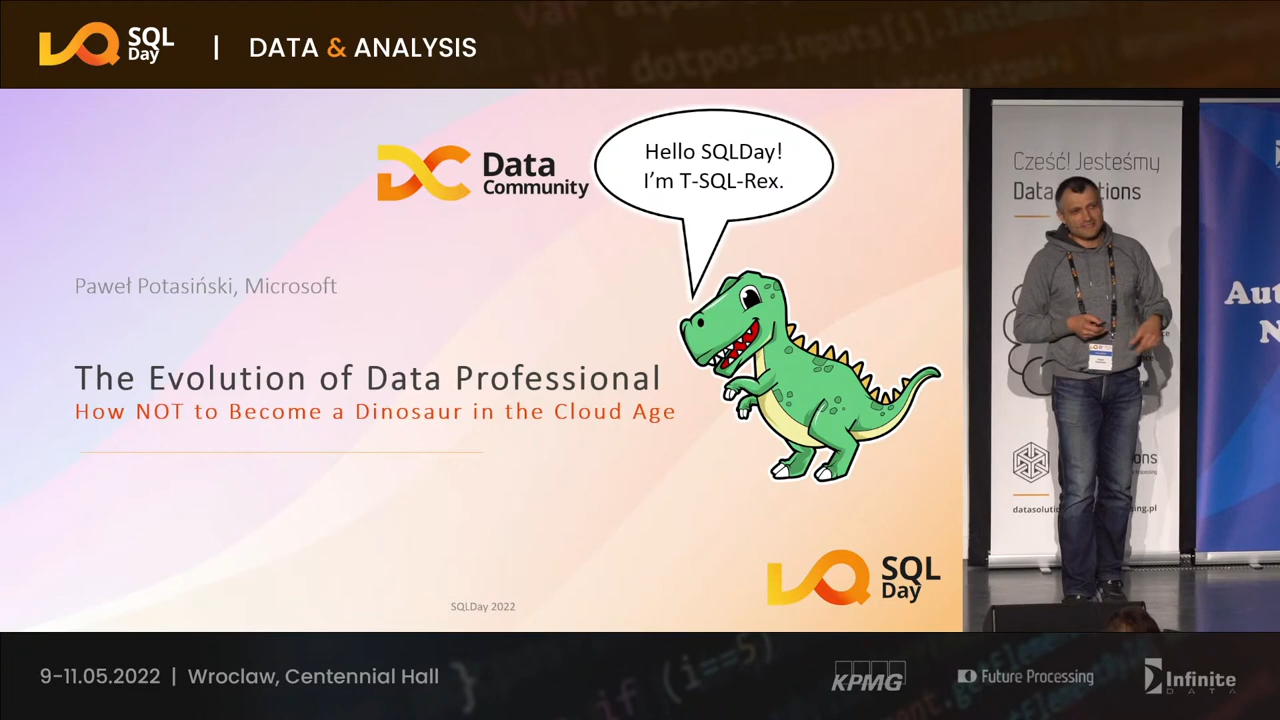 SQL
Day
| DATA & ANALYSIS
Data
Community
Hello SQLDay!
I'm T-SQL-Rex.
Paweł Potasiński, Microsoft
The Evolution of Data Professional
How NOT to Become a Dinosaur in the Cloud Age
SQL
Day
SQLDay 2022
Cześć! Jesteśmy
9-11.05.2022 | Wroclaw, Centennial Hall
KPMG
Future Processing
Infinite
DATA